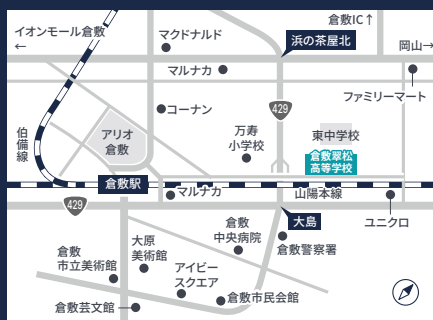 イオンモール倉敷
←
マクドナルド
倉敷IC↑
浜の茶屋北
岡山→
マルナカ
ファミリーマート
コーナン
429
伯備線
アリオ
倉敷
万寿
小学校
東中学校
倉敷翠松
高等学校
倉敷駅
マルナカ
山陽本線
429
大島
ユニクロ
倉敷
中央病院
倉敷警察署
倉敷
市立美術館
大原
美術館
アイビー
スクエア
倉敷市民会館
倉敷芸文館